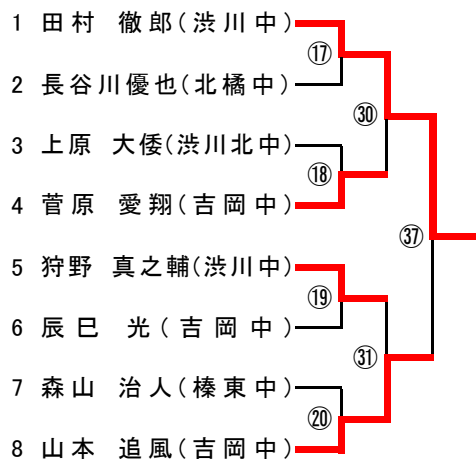 1 田村 徹郎(渋川中)
⑰
2 長谷川優也(北橘中)
㉚
3 上原 大倭(渋川北中)
⑱
4 菅原 愛翔(吉岡中)
㊲
5 狩野 真之輔(渋川中)
⑲
6 辰巳 光(吉岡中)
㉛
7 森山 治人(榛東中)
⑳
8 山本 追風(吉岡中)